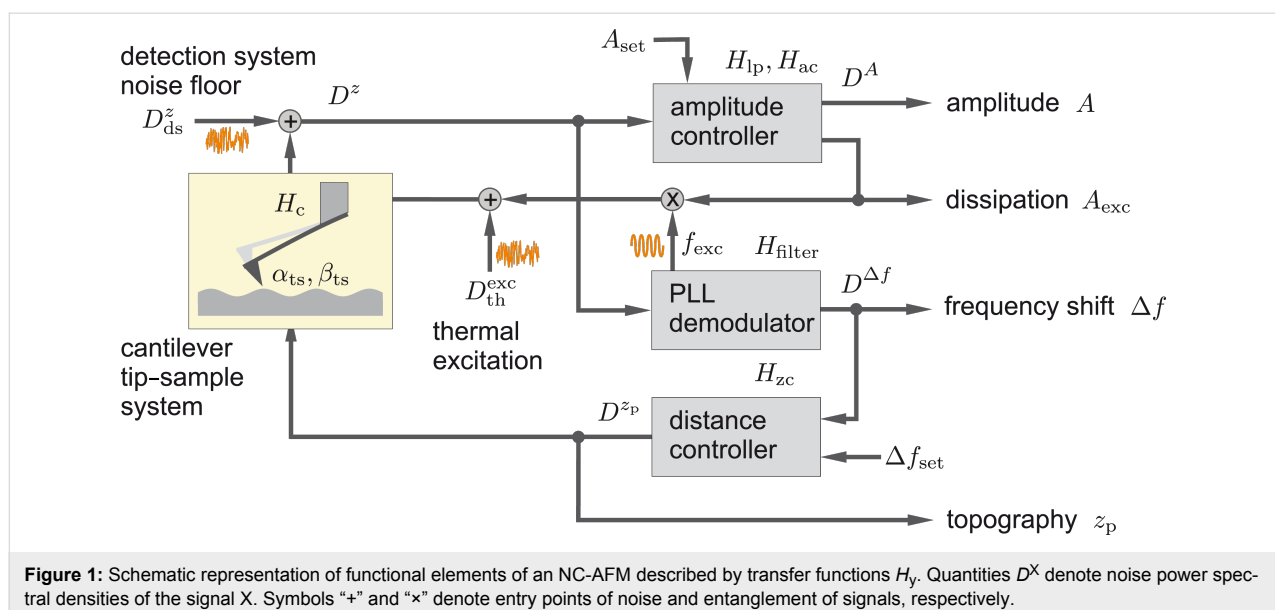 A_set
detection system
noise floor
D^z
H_lp, H_ac
D^A
D^z_ds
+
amplitude
controller
amplitude A
H_c
+
x
dissipation A_exc
f_exc
H_filter
α_ts, β_ts
D^exc_th
PLL
demodulator
D^Δf
frequency shift Δf
thermal
excitation
cantilever
tip–sample
system
H_zc
D^z_p
distance
controller
Δf_set
topography z_p
Figure 1: Schematic representation of functional elements of an NC-AFM described by transfer functions H_y. Quantities D^X denote noise power spec-
tral densities of the signal X. Symbols “+” and “×” denote entry points of noise and entanglement of signals, respectively.